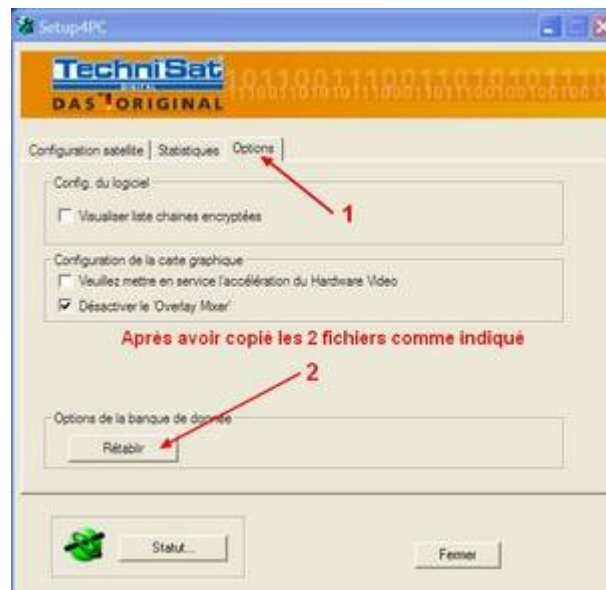 Setup4PC
TechniSat
DIGITAL
DAS ORIGINAL
Configuration satellite
Statistiques
Options
Config. du logiciel
Visualiser liste chaines encryptées
1
Configuration de la carte graphique
Veuillez mettre en service l'accélération du Hardware Video
Désactiver le 'Overlay Mixer'
Après avoir copié les 2 fichiers comme indiqué
2
Options de la banque de donnée
Rétablir
Statut...
Fermer